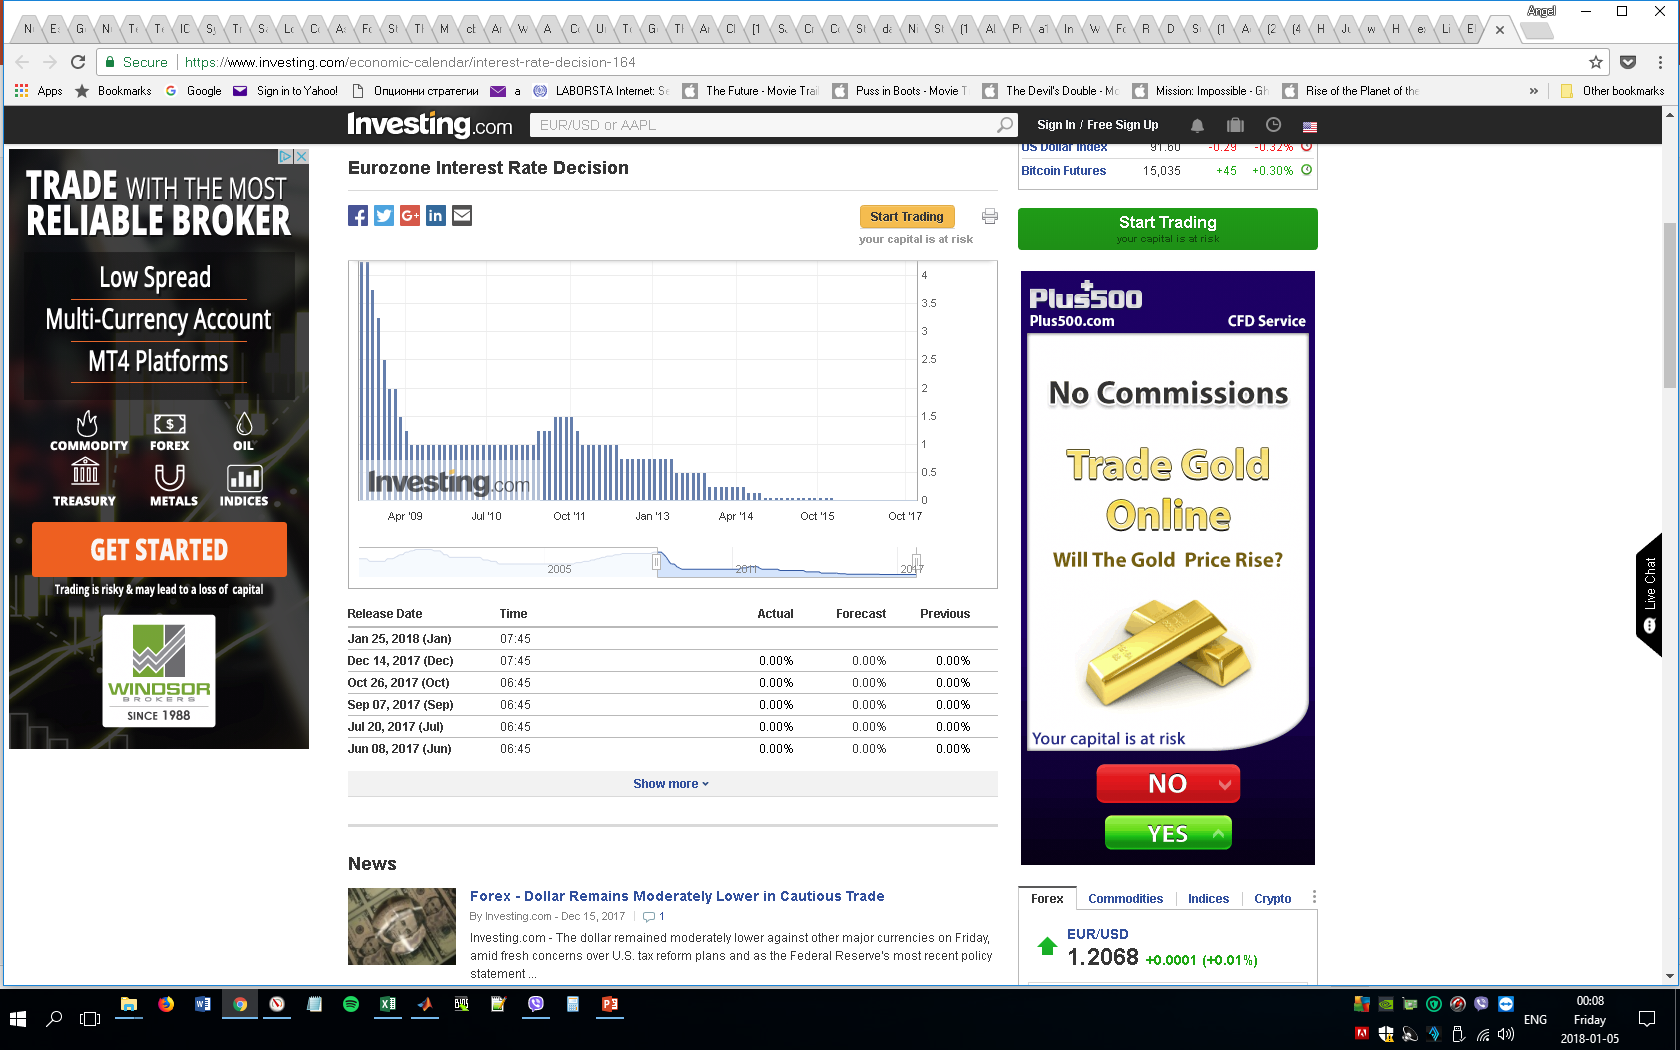 Angel
Secure
https://www.investing.com/economic-calendar/interest-rate-decision-164
Apps
Bookmarks
Google
Sign in to Yahoo!
Опционни стратегии
a
LABORSTA Internet: Se
The Future - Movie Trai
Puss in Boots - Movie T
The Devil's Double - Mo
Mission: Impossible - Gh
Rise of the Planet of the
»
Other bookmarks
Investing.com
EUR/USD or AAPL
Sign In / Free Sign Up
TRADE WITH THE MOST
RELIABLE BROKER
Low Spread
Multi-Currency Account
MT4 Platforms
COMMODITY FOREX OIL
TREASURY METALS INDICES
GET STARTED
Trading is risky & may lead to a loss of capital
WINDSOR
BROKERS
SINCE 1988
Eurozone Interest Rate Decision
Start Trading
your capital is at risk
4
3.5
3
2.5
2
1.5
1
0.5
0
Investing.com
Apr '09 Jul '10 Oct '11 Jan '13 Apr '14 Oct '15 Oct '17
2005 2011 2017
Release Date Time Actual Forecast Previous
Jan 25, 2018 (Jan) 07:45
Dec 14, 2017 (Dec) 07:45 0.00% 0.00% 0.00%
Oct 26, 2017 (Oct) 06:45 0.00% 0.00% 0.00%
Sep 07, 2017 (Sep) 06:45 0.00% 0.00% 0.00%
Jul 20, 2017 (Jul) 06:45 0.00% 0.00% 0.00%
Jun 08, 2017 (Jun) 06:45 0.00% 0.00% 0.00%
Show more
News
Forex - Dollar Remains Moderately Lower in Cautious Trade
By Investing.com - Dec 15, 2017 1
Investing.com - The dollar remained moderately lower against other major currencies on Friday,
amid fresh concerns over U.S. tax reform plans and as the Federal Reserve's most recent policy
statement ...
US Dollar Index 91.60 -0.29 -0.32%
Bitcoin Futures 15,035 +45 +0.30%
Start Trading
your capital is at risk
Plus500
Plus500.com CFD Service
No Commissions
Trade Gold
Online
Will The Gold Price Rise?
Your capital is at risk
NO
YES
Forex Commodities Indices Crypto
EUR/USD
1.2068 +0.0001 (+0.01%)
Live Chat
ENG
00:08
Friday
2018-01-05